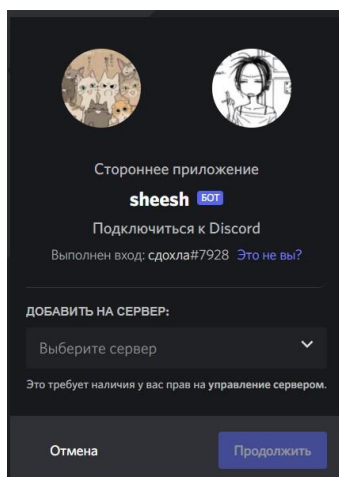 Стороннее приложение
sheesh БОТ
Подключиться к Discord
Выполнен вход: сдохла#7928 Это не вы?
ДОБАВИТЬ НА СЕРВЕР:
Выберите сервер
Это требует наличия у вас прав на управление сервером.
Отмена Продолжить